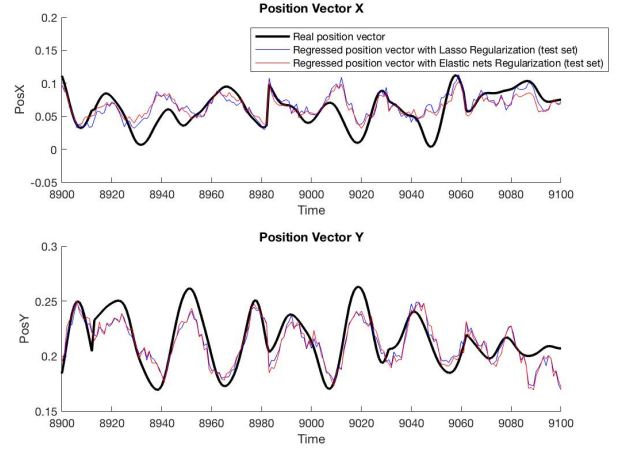 Position Vector X
Real position vector
Regressed position vector with Lasso Regularization (test set)
Regressed position vector with Elastic nets Regularization (test set)
PosX
0.2
0.15
0.1
0.05
0
-0.05
8900 8920 8940 8960 8980 9000 9020 9040 9060 9080 9100
Time
Position Vector Y
PosY
0.3
0.25
0.2
0.15
8900 8920 8940 8960 8980 9000 9020 9040 9060 9080 9100
Time